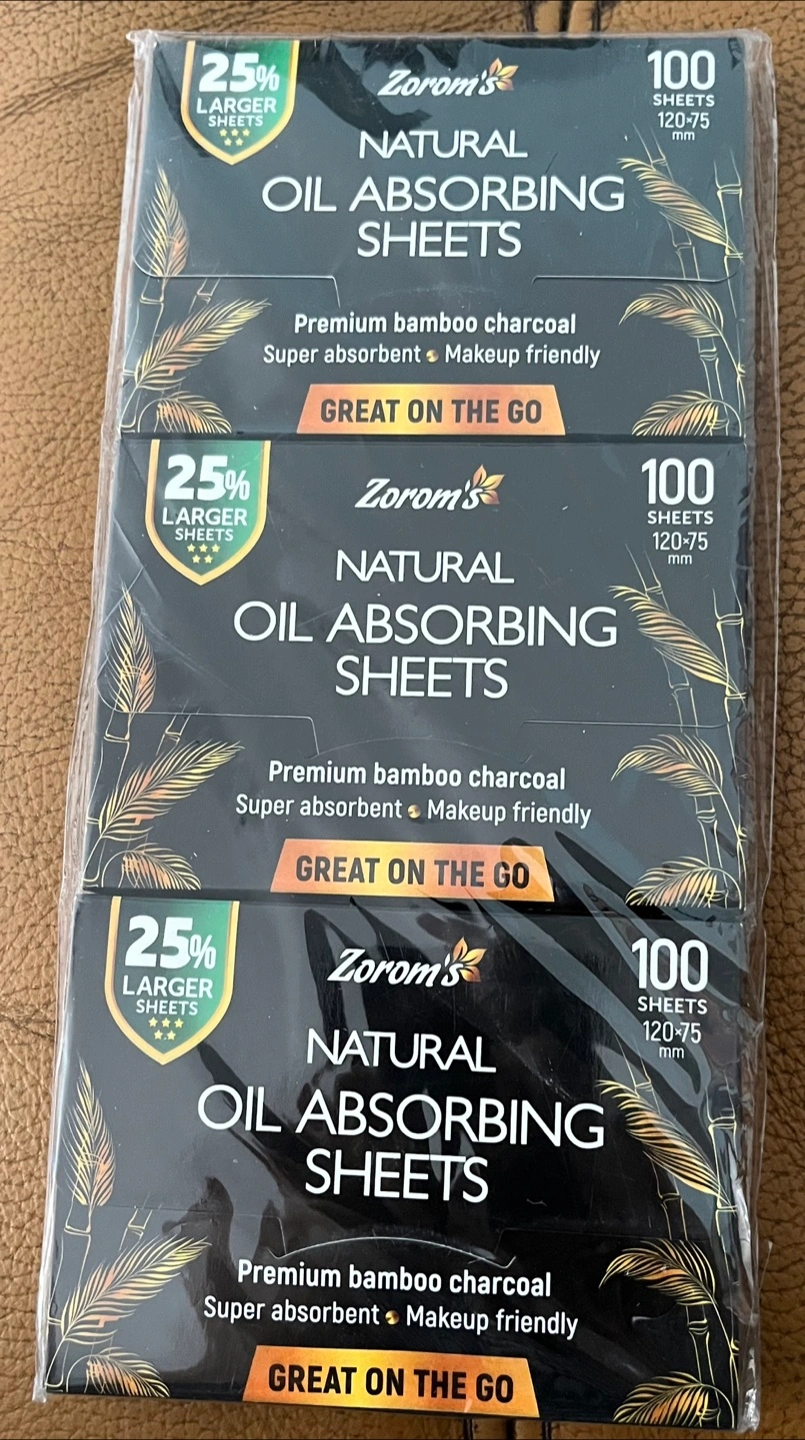 25%
LARGER
SHEETS
Zorom's
100
SHEETS
120×75
mm
NATURAL
OIL ABSORBING
SHEETS
Premium bamboo charcoal
Super absorbent • Makeup friendly
GREAT ON THE GO
25%
LARGER
SHEETS
Zorom's
100
SHEETS
120×75
mm
NATURAL
OIL ABSORBING
SHEETS
Premium bamboo charcoal
Super absorbent • Makeup friendly
GREAT ON THE GO
25%
LARGER
SHEETS
Zorom's
100
SHEETS
120×75
mm
NATURAL
OIL ABSORBING
SHEETS
Premium bamboo charcoal
Super absorbent • Makeup friendly
GREAT ON THE GO